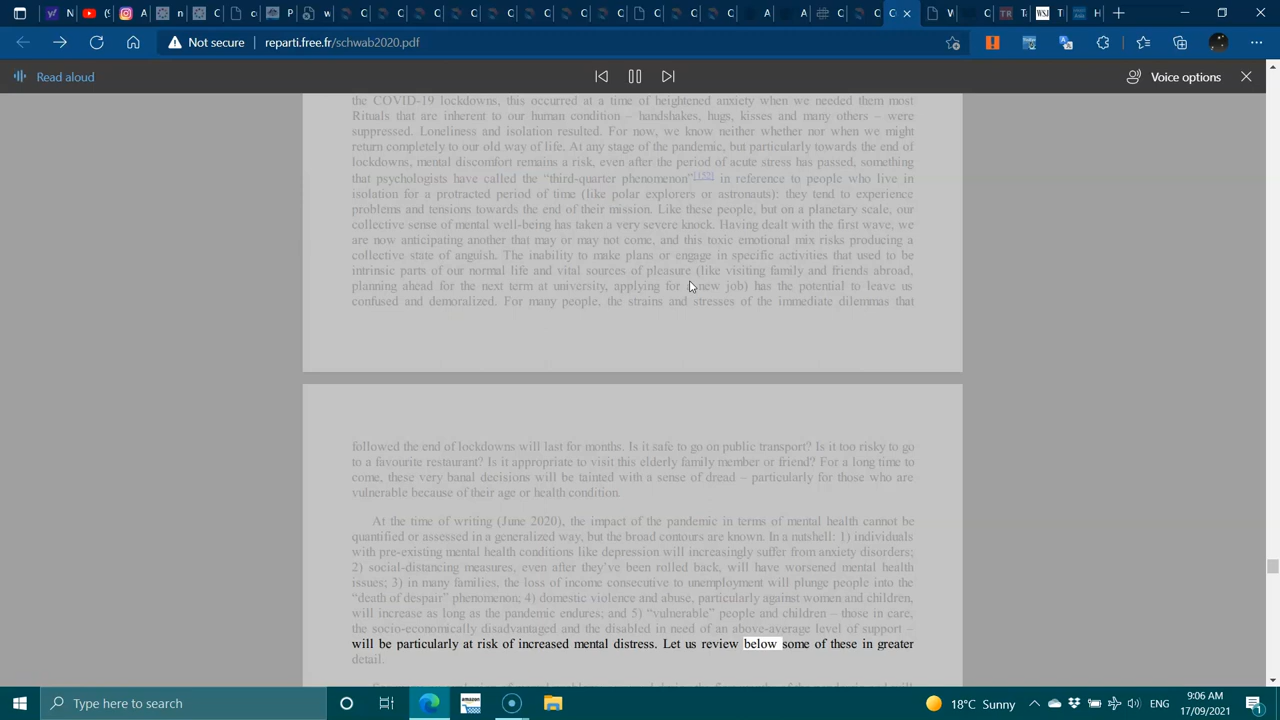 N
A
n
C
w
P
c
C
C
C
C
C
C
C
C
C
C
C
A
A
C
C
C
W
C
TR
T
WSJ
T
H
Not secure
reparti.free.fr/schwab2020.pdf
Read aloud
Voice options
the COVID-19 lockdowns, this occurred at a time of heightened anxiety when we needed them most
Rituals that are inherent to our human condition – handshakes, hugs, kisses and many others – were
suppressed. Loneliness and isolation resulted. For now, we know neither whether nor when we might
return completely to our old way of life. At any stage of the pandemic, but particularly towards the end of
lockdowns, mental discomfort remains a risk, even after the period of acute stress has passed, something
that psychologists have called the “third-quarter phenomenon”[152] in reference to people who live in
isolation for a protracted period of time (like polar explorers or astronauts): they tend to experience
problems and tensions towards the end of their mission. Like these people, but on a planetary scale, our
collective sense of mental well-being has taken a very severe knock. Having dealt with the first wave, we
are now anticipating another that may or may not come, and this toxic emotional mix risks producing a
collective state of anguish. The inability to make plans or engage in specific activities that used to be
intrinsic parts of our normal life and vital sources of pleasure (like visiting family and friends abroad,
planning ahead for the next term at university, applying for a new job) has the potential to leave us
confused and demoralized. For many people, the strains and stresses of the immediate dilemmas that
followed the end of lockdowns will last for months. Is it safe to go on public transport? Is it too risky to go
to a favourite restaurant? Is it appropriate to visit this elderly family member or friend? For a long time to
come, these very banal decisions will be tainted with a sense of dread – particularly for those who are
vulnerable because of their age or health condition.
At the time of writing (June 2020), the impact of the pandemic in terms of mental health cannot be
quantified or assessed in a generalized way, but the broad contours are known. In a nutshell: 1) individuals
with pre-existing mental health conditions like depression will increasingly suffer from anxiety disorders;
2) social-distancing measures, even after they’ve been rolled back, will have worsened mental health
issues; 3) in many families, the loss of income consecutive to unemployment will plunge people into the
“death of despair” phenomenon; 4) domestic violence and abuse, particularly against women and children,
will increase as long as the pandemic endures; and 5) “vulnerable” people and children – those in care,
the socio-economically disadvantaged and the disabled in need of an above-average level of support –
will be particularly at risk of increased mental distress. Let us review below some of these in greater
detail.
Type here to search
amazon
18°C Sunny
ENG
9:06 AM
17/09/2021